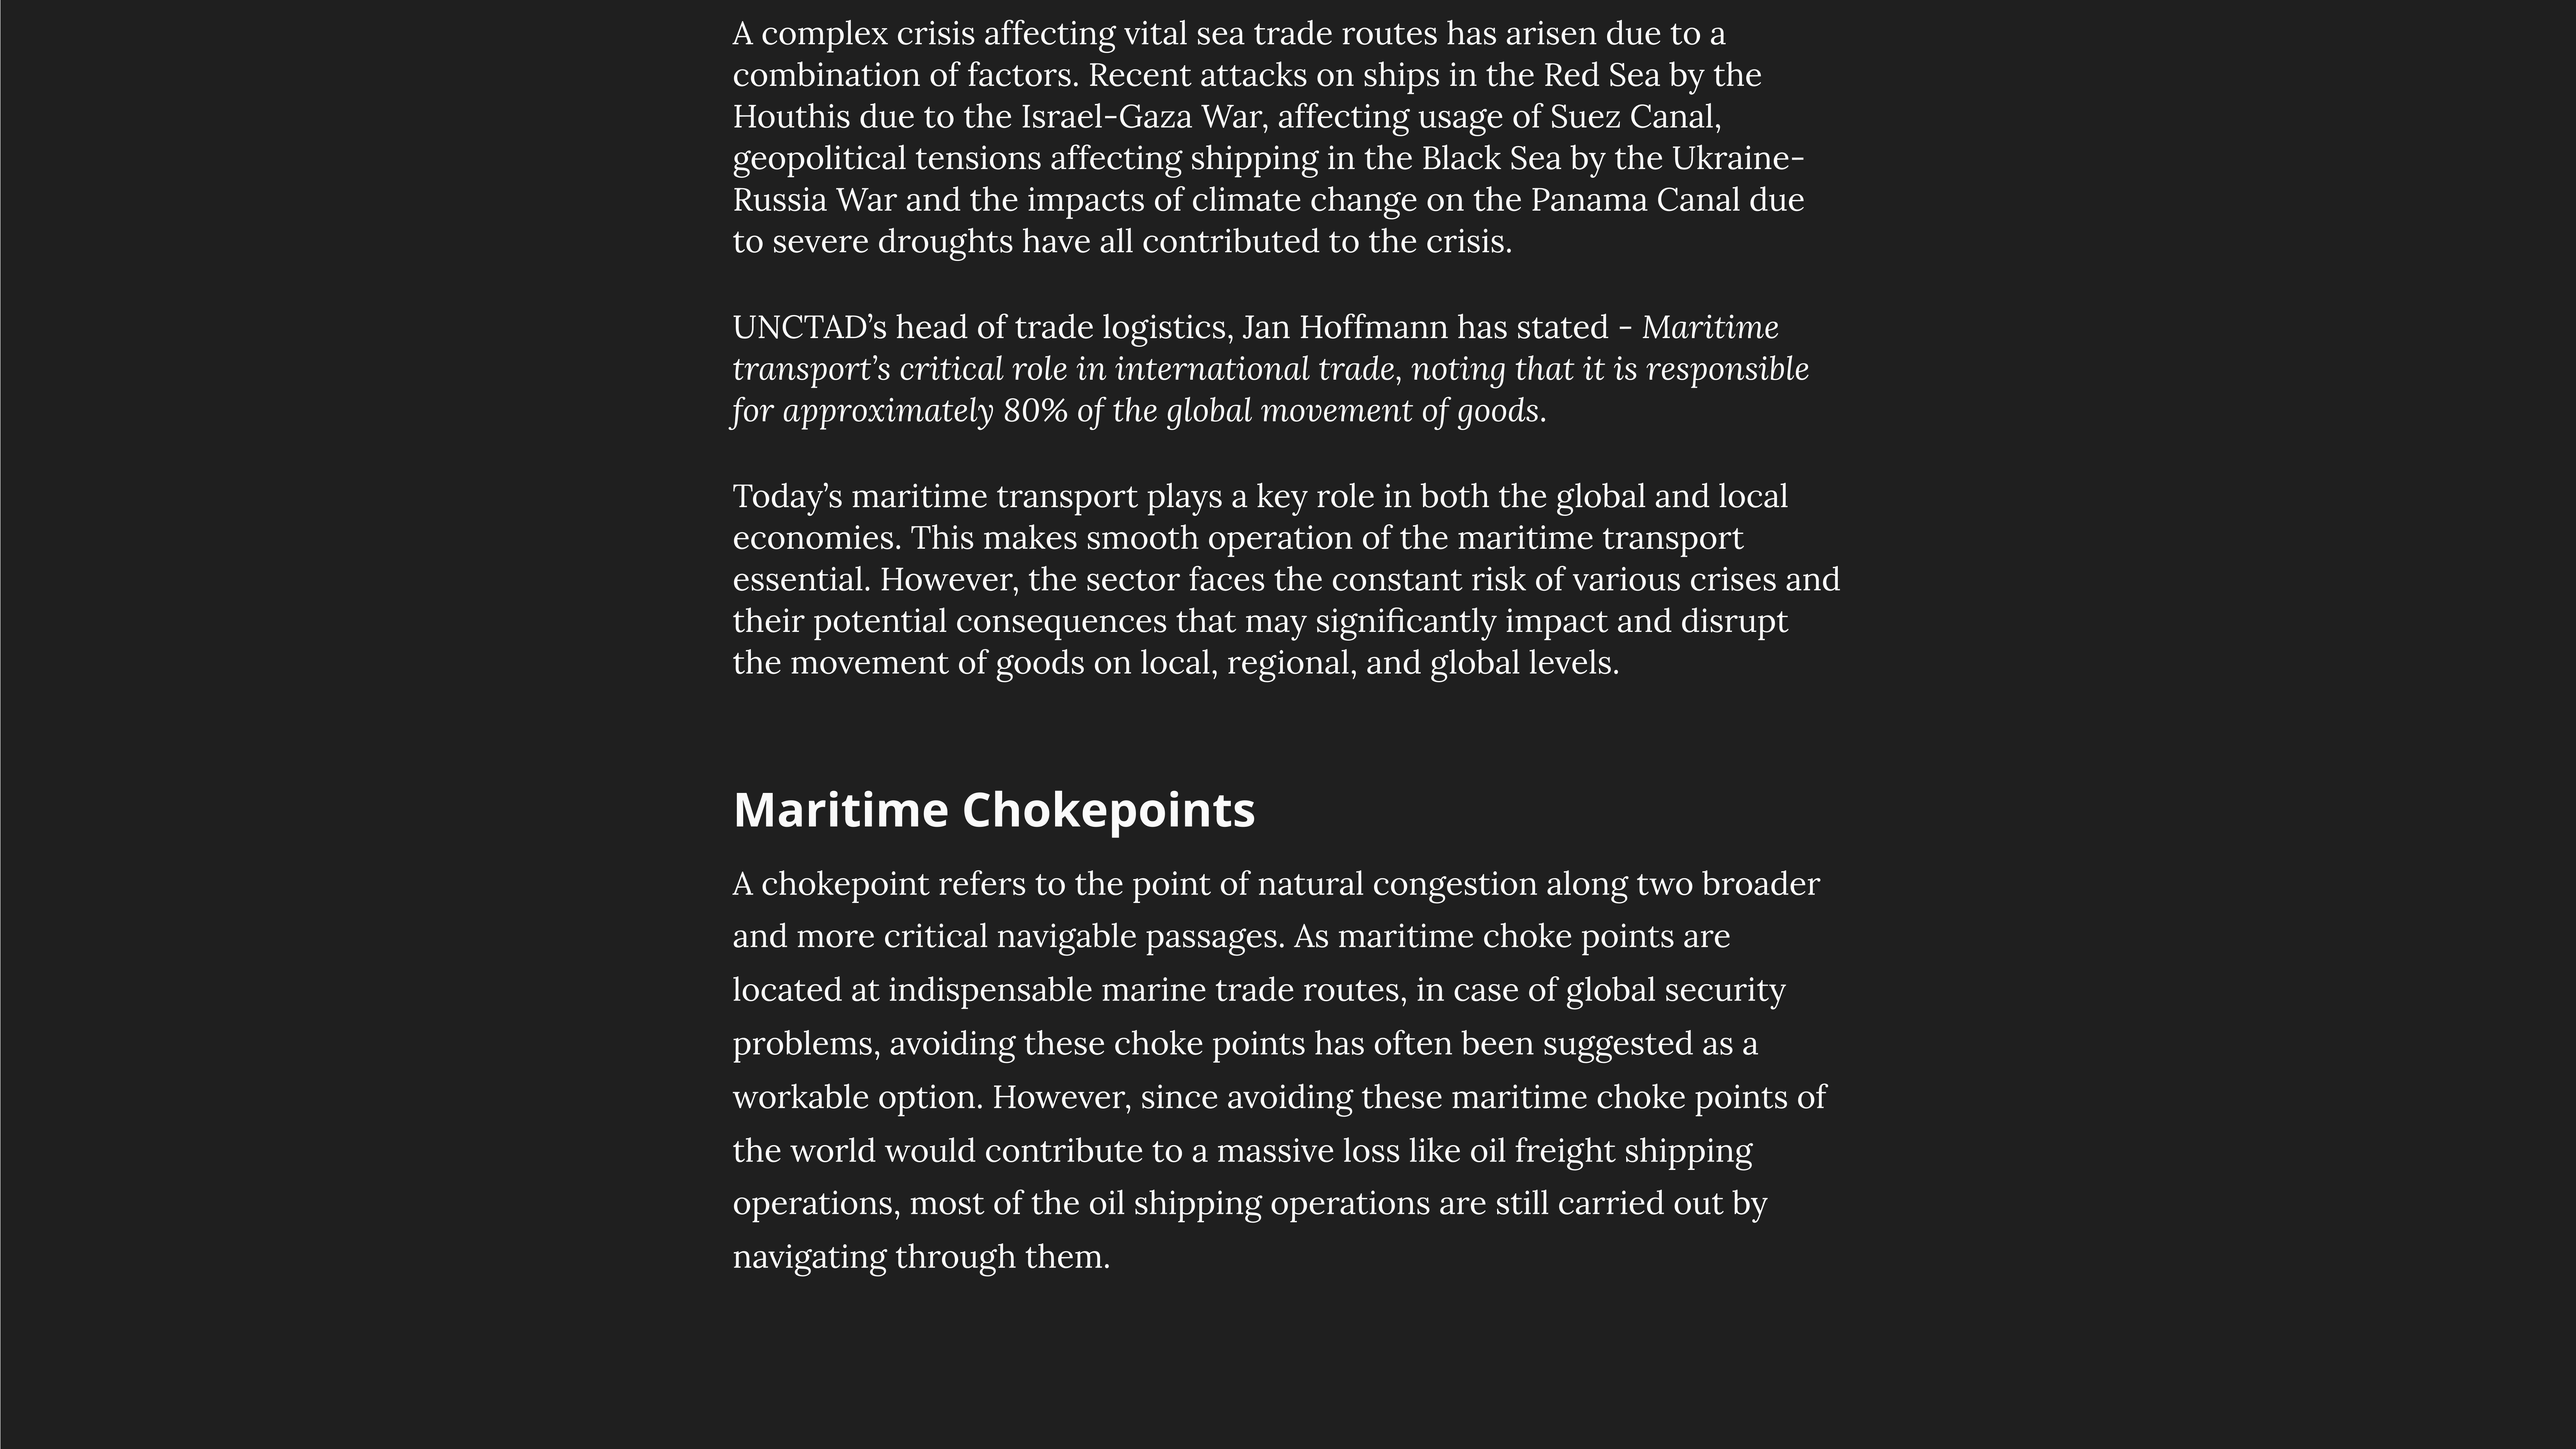 A complex crisis affecting vital sea trade routes has arisen due to a
combination of factors. Recent attacks on ships in the Red Sea by the
Houthis due to the Israel-Gaza War, affecting usage of Suez Canal,
geopolitical tensions affecting shipping in the Black Sea by the Ukraine-
Russia War and the impacts of climate change on the Panama Canal due
to severe droughts have all contributed to the crisis.
UNCTAD’s head of trade logistics, Jan Hoffmann has stated - Maritime
transport’s critical role in international trade, noting that it is responsible
for approximately 80% of the global movement of goods.
Today’s maritime transport plays a key role in both the global and local
economies. This makes smooth operation of the maritime transport
essential. However, the sector faces the constant risk of various crises and
their potential consequences that may significantly impact and disrupt
the movement of goods on local, regional, and global levels.
Maritime Chokepoints
A chokepoint refers to the point of natural congestion along two broader
and more critical navigable passages. As maritime choke points are
located at indispensable marine trade routes, in case of global security
problems, avoiding these choke points has often been suggested as a
workable option. However, since avoiding these maritime choke points of
the world would contribute to a massive loss like oil freight shipping
operations, most of the oil shipping operations are still carried out by
navigating through them.